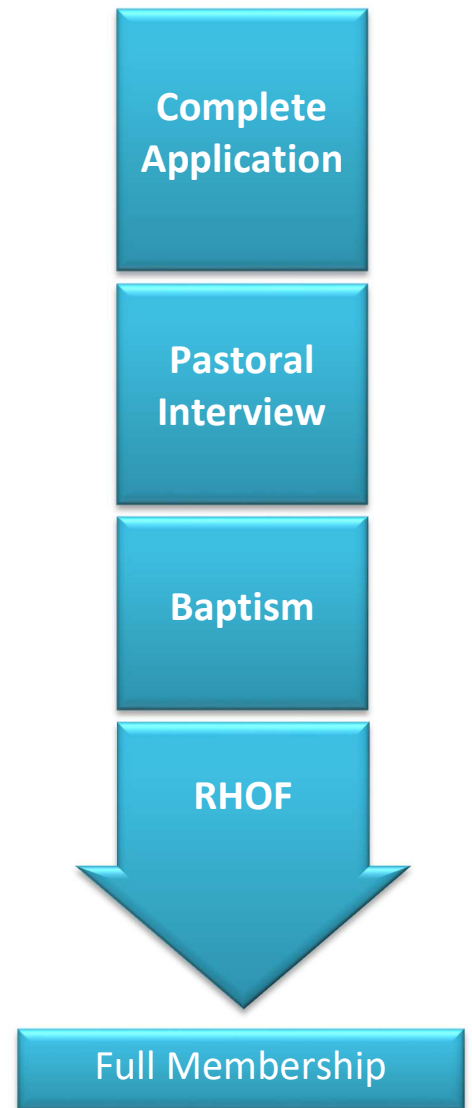 Complete
Application
Pastoral
Interview
Baptism
RHOF
Full Membership